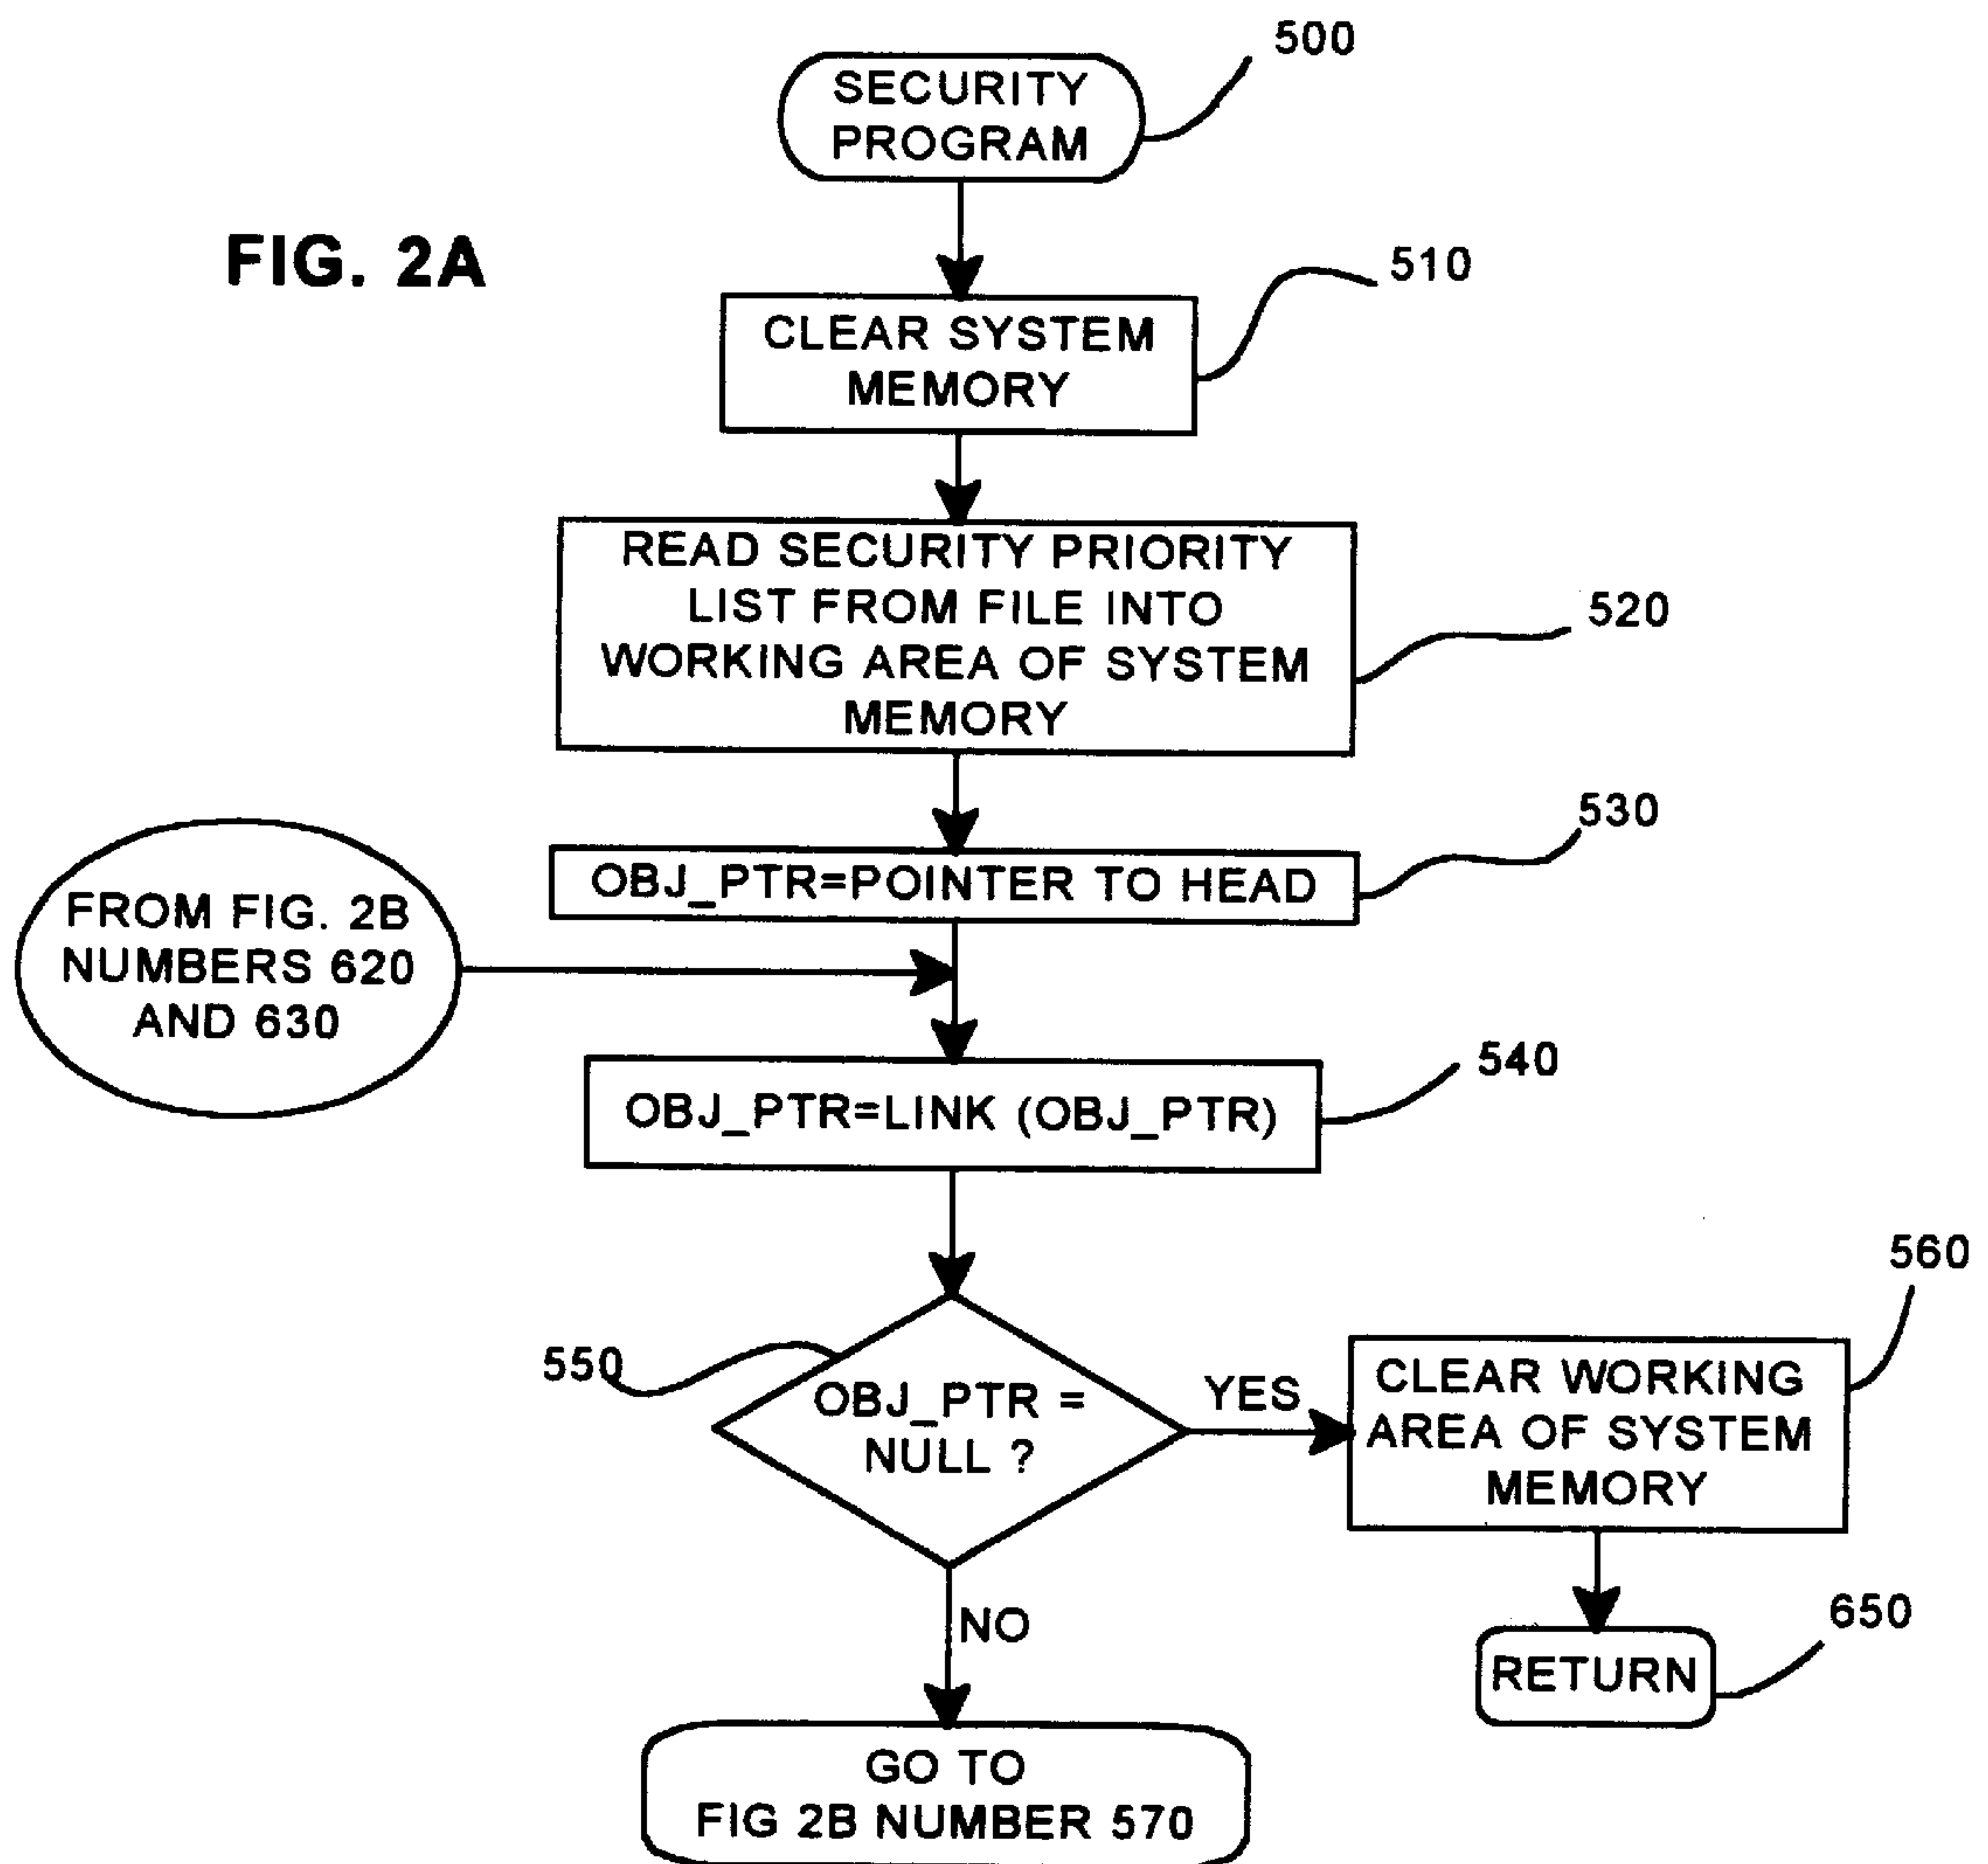 500
SECURITY
PROGRAM
FIG. 2A
510
CLEAR SYSTEM
MEMORY
READ SECURITY PRIORITY
LIST FROM FILE INTO
WORKING AREA OF SYSTEM
MEMORY
520
530
OBJ_PTR=POINTER TO HEAD
FROM FIG. 2B
NUMBERS 620
AND 630
540
OBJ_PTR=LINK (OBJ_PTR)
550
OBJ_PTR =
NULL ?
YES
560
CLEAR WORKING
AREA OF SYSTEM
MEMORY
NO
650
RETURN
GO TO
FIG 2B NUMBER 570